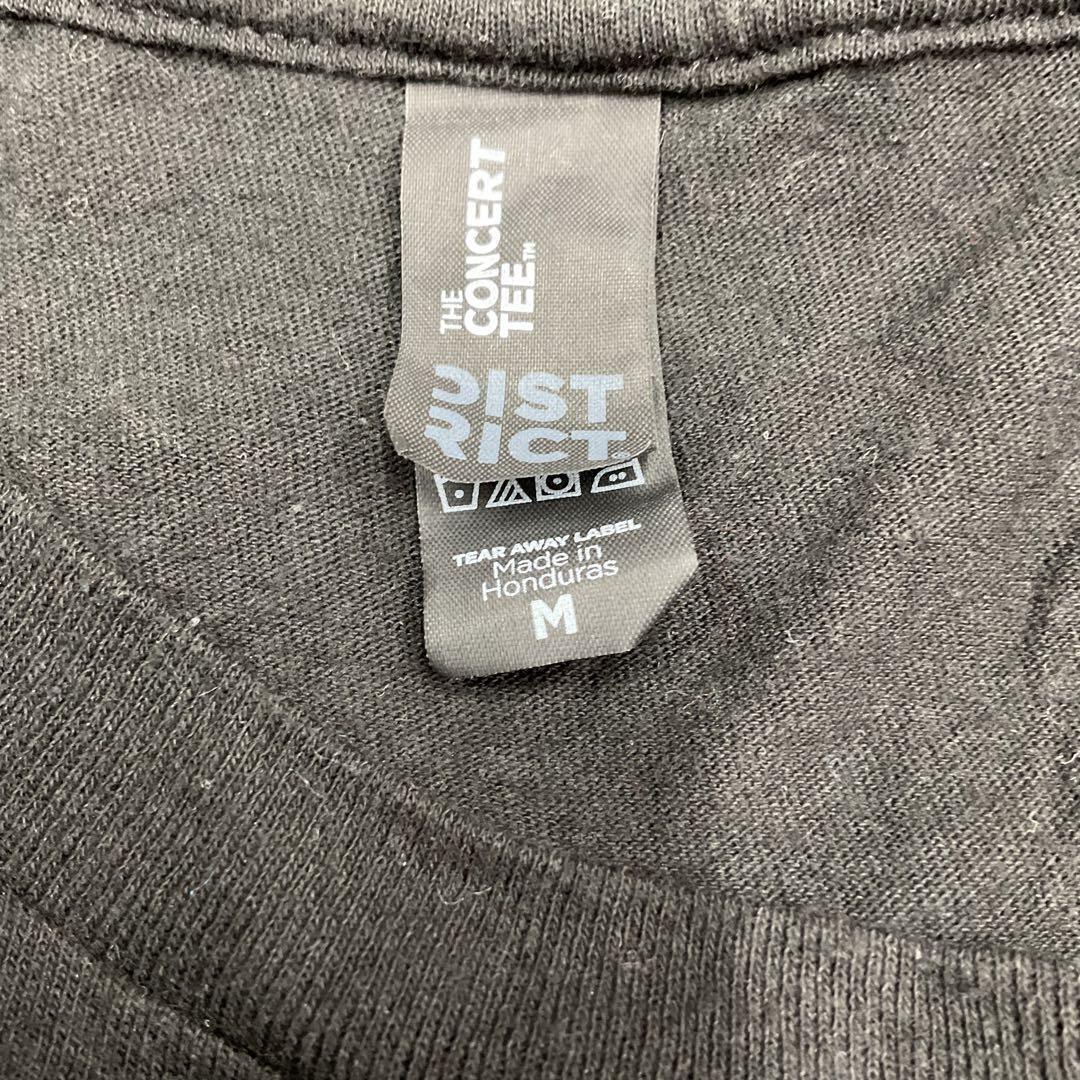 THE
CONCERT
TEE™
DIST
RICT
TEAR AWAY LABEL
Made in
Honduras
M